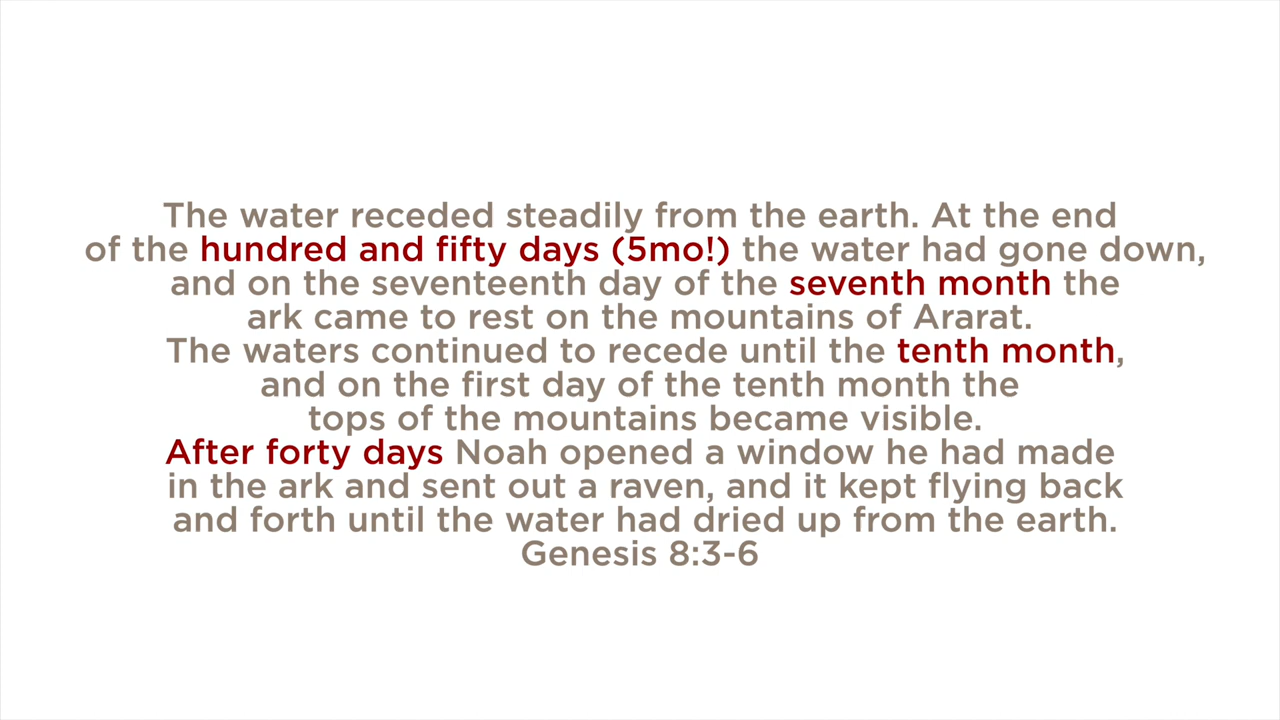 The water receded steadily from the earth. At the end
of the hundred and fifty days (5mo!) the water had gone down,
and on the seventeenth day of the seventh month the
ark came to rest on the mountains of Ararat.
The waters continued to recede until the tenth month,
and on the first day of the tenth month the
tops of the mountains became visible.
After forty days Noah opened a window he had made
in the ark and sent out a raven, and it kept flying back
and forth until the water had dried up from the earth.
Genesis 8:3-6